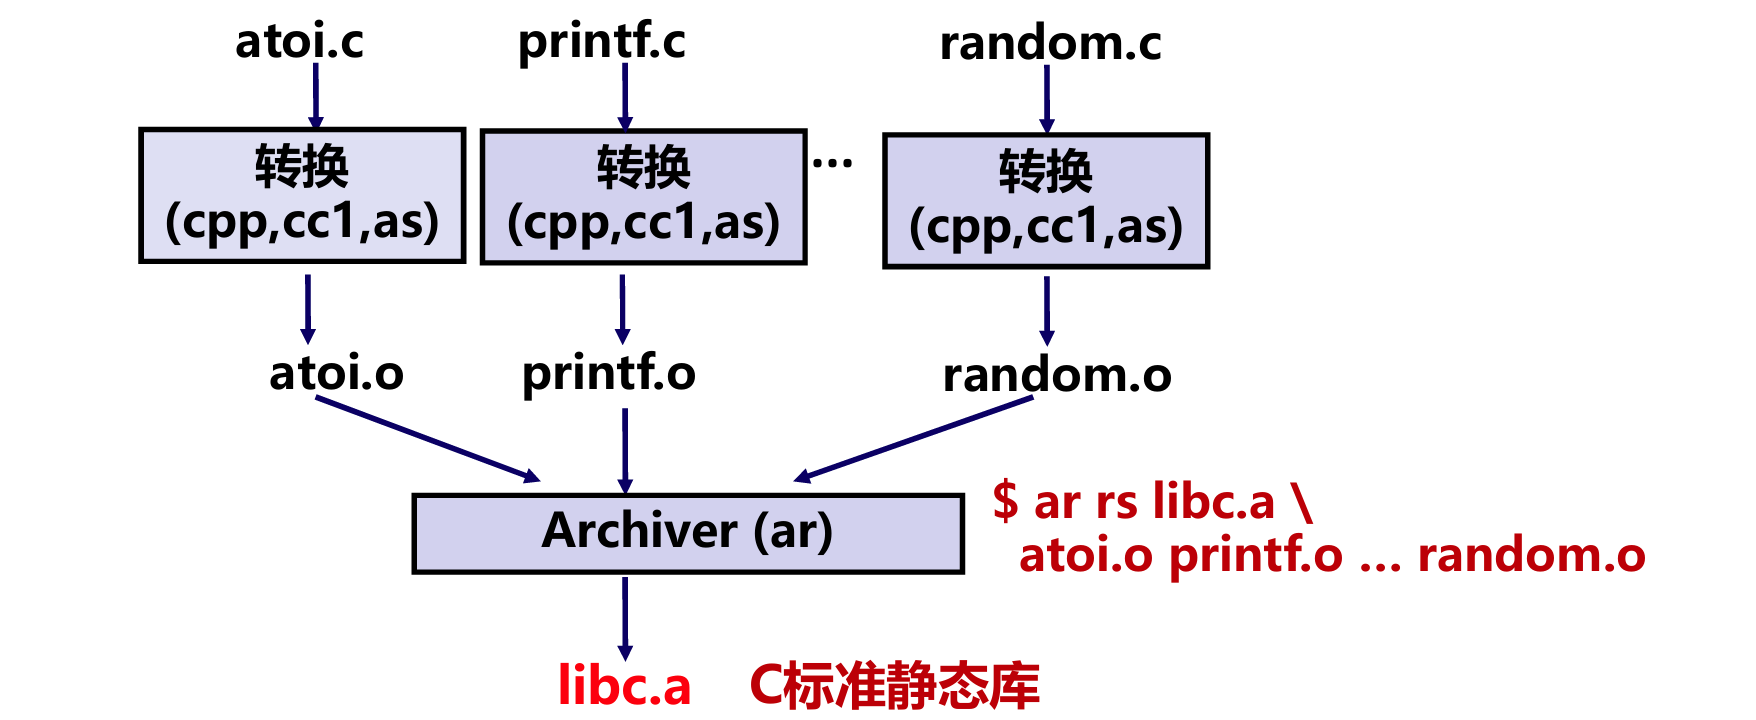 atoi.c
printf.c
random.c
转换
(cpp,cc1,as)
转换
(cpp,cc1,as)
...
转换
(cpp,cc1,as)
atoi.o
printf.o
random.o
Archiver (ar)
$ ar rs libc.a \
atoi.o printf.o ... random.o
libc.a
C标准静态库